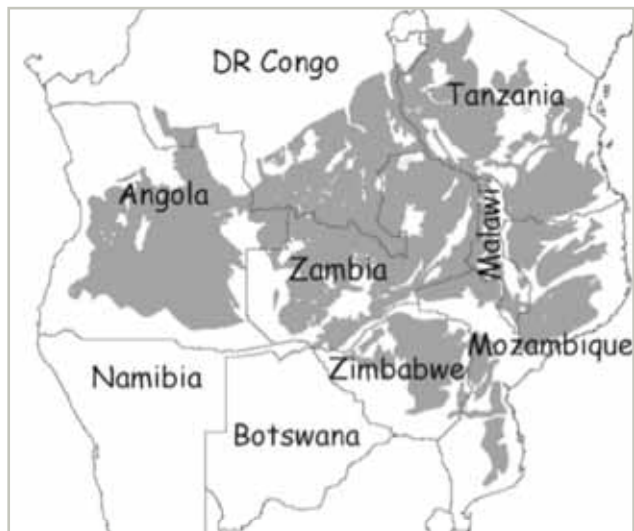 DR Congo
Tanzania
Angola
Malawi
Zambia
Mozambique
Zimbabwe
Namibia
Botswana